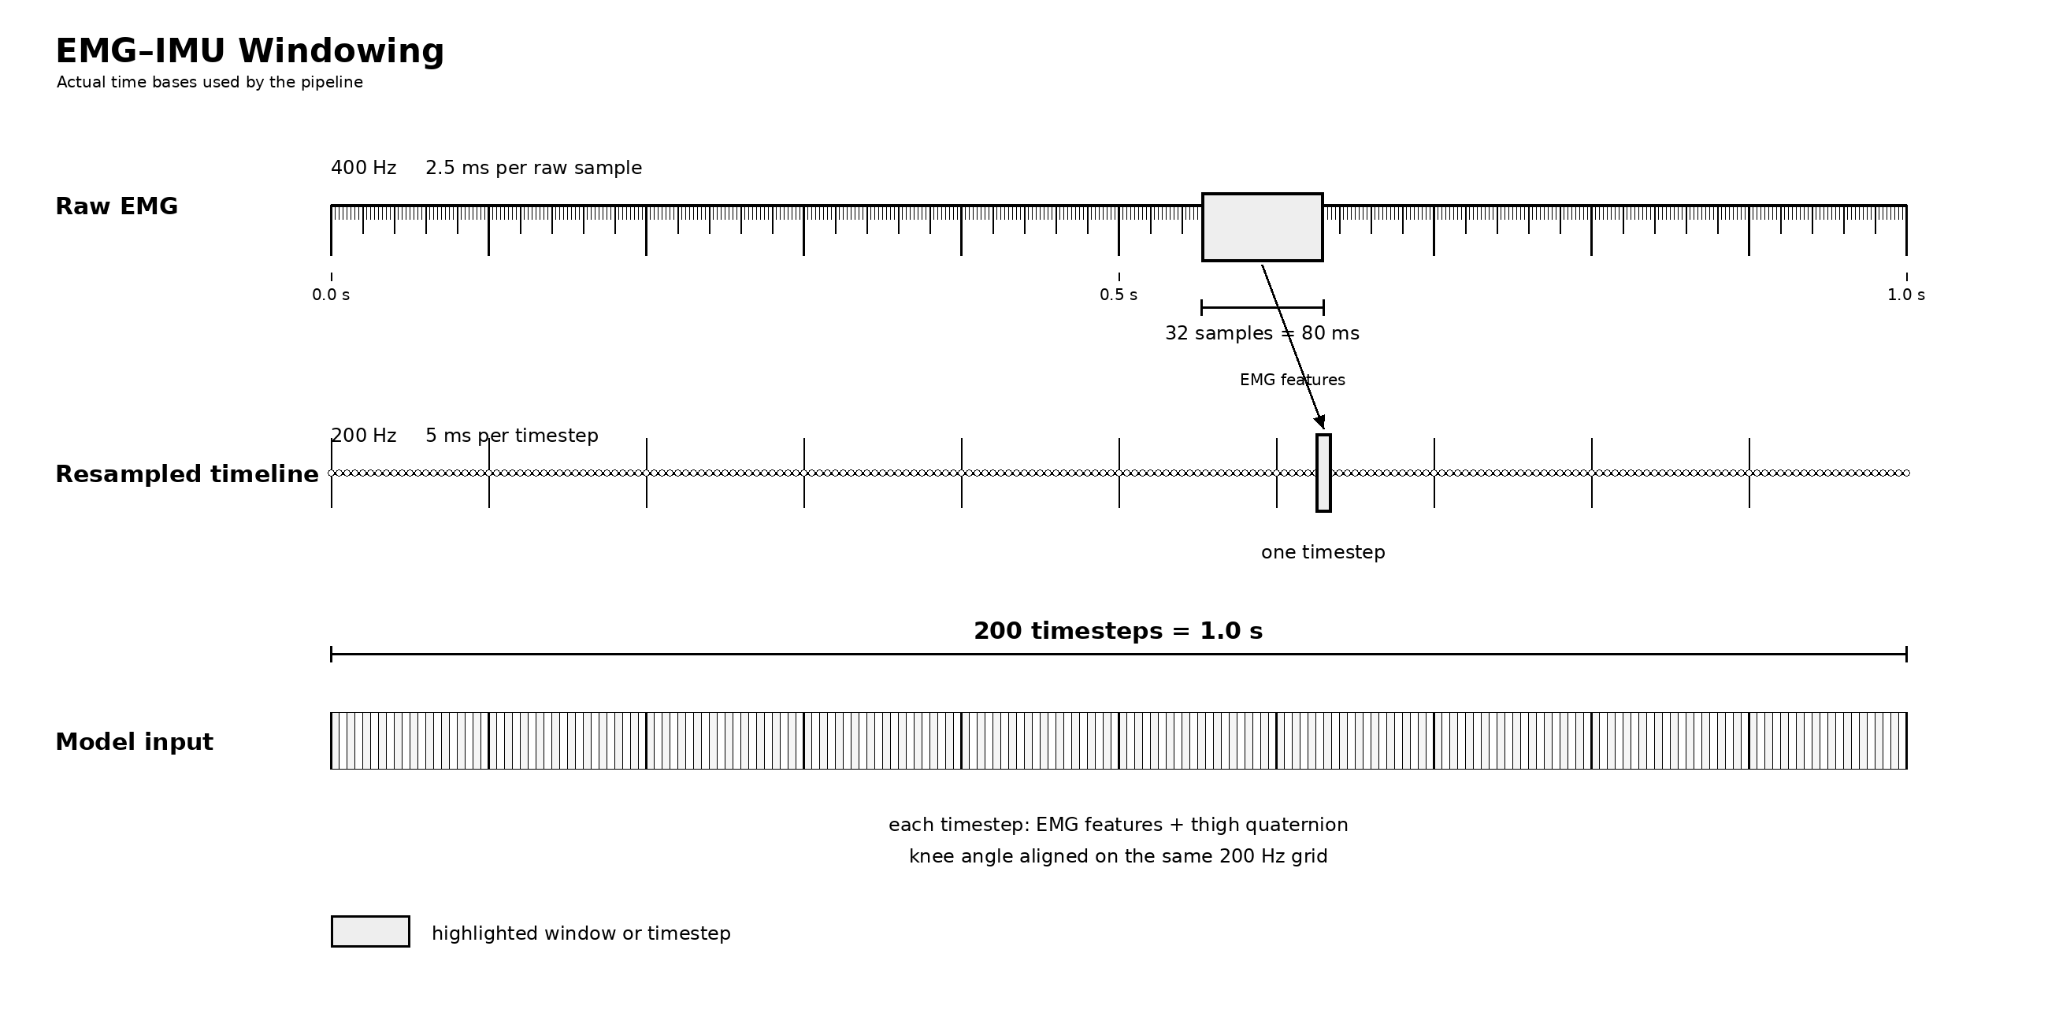 EMG–IMU Windowing
Actual time bases used by the pipeline
400 Hz 2.5 ms per raw sample
Raw EMG
0.0 s 0.5 s 1.0 s
32 samples = 80 ms
EMG features
200 Hz 5 ms per timestep
Resampled timeline
one timestep
200 timesteps = 1.0 s
Model input
each timestep: EMG features + thigh quaternion
knee angle aligned on the same 200 Hz grid
highlighted window or timestep